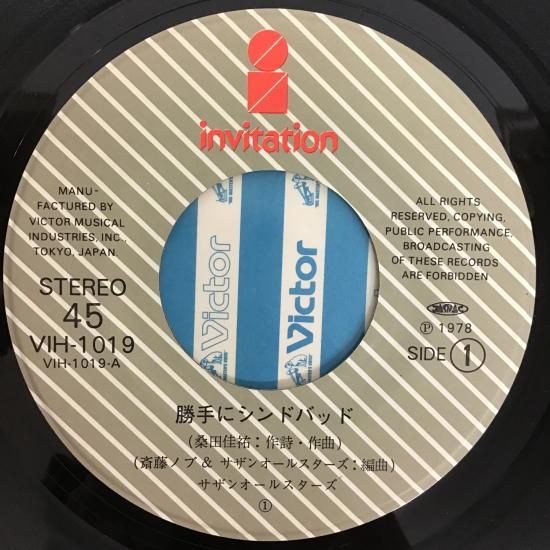 invitation
MANU-
FACTURED BY
VICTOR MUSICAL
INDUSTRIES, INC.,
TOKYO, JAPAN.
STEREO
45
VIH-1019
VIH-1019-A
ALL RIGHTS
RESERVED, COPYING,
PUBLIC PERFORMANCE,
BROADCASTING
OF THESE RECORDS
ARE FORBIDDEN
JASRAC
Ⓟ 1978
SIDE ①
Victor
Victor
勝手にシンドバッド
(桑田佳祐:作詩・作曲)
(斎藤ノブ & サザンオールスターズ:編曲)
サザンオールスターズ
①